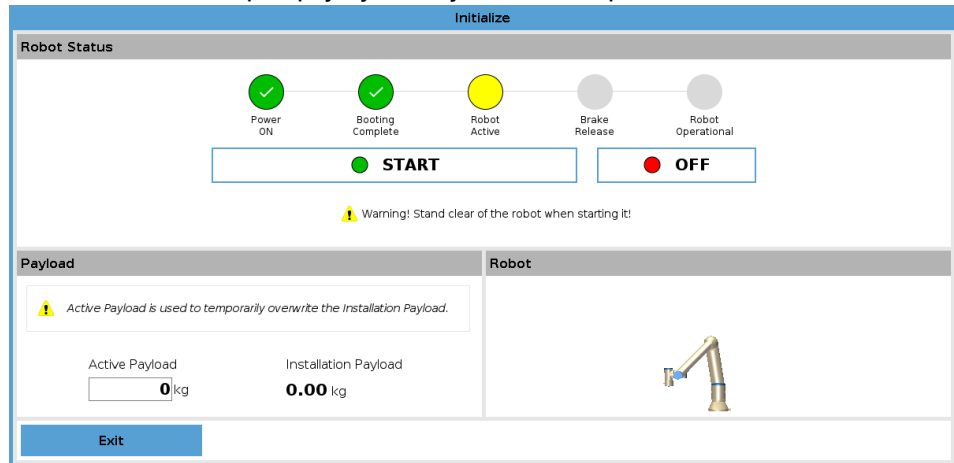 Initialize
Robot Status
Power
ON
Booting
Complete
Robot
Active
Brake
Release
Robot
Operational
START
OFF
Warning! Stand clear of the robot when starting it!
Payload
Robot
Active Payload is used to temporarily overwrite the Installation Payload.
Active Payload
Installation Payload
0 kg
0.00 kg
Exit